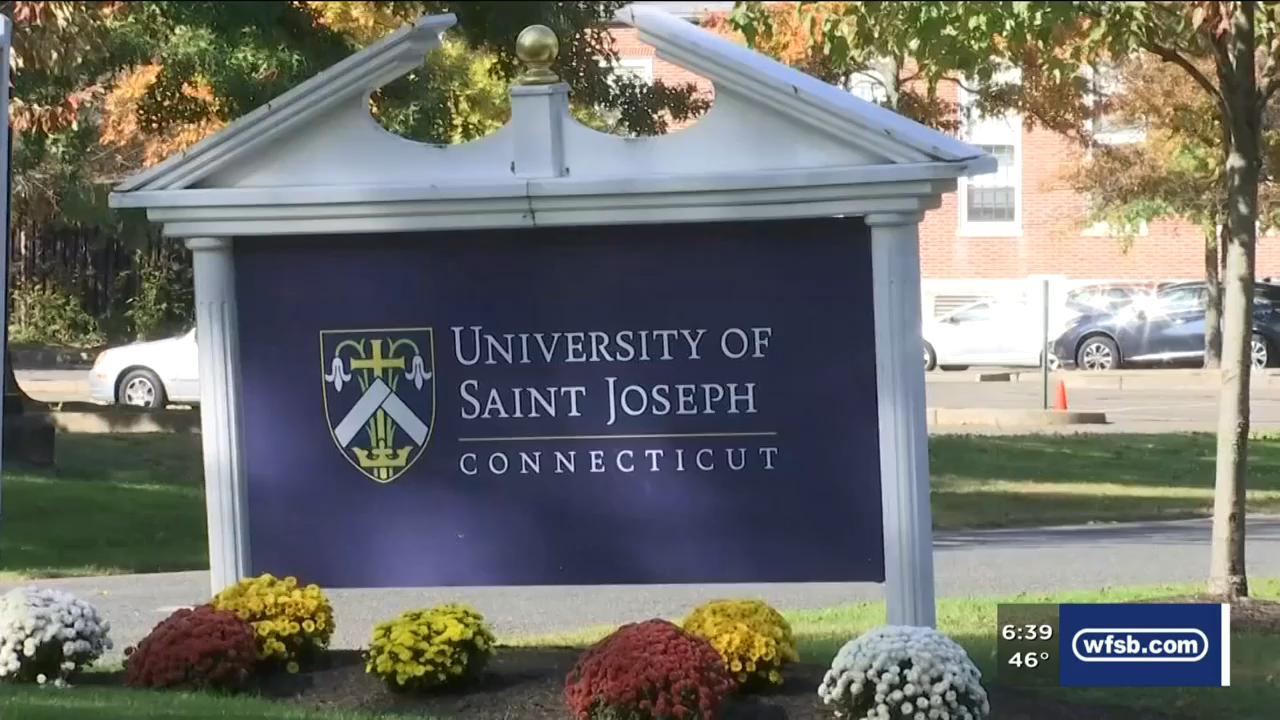 UNIVERSITY OF
SAINT JOSEPH
CONNECTICUT
6:39
46°
wfsb.com